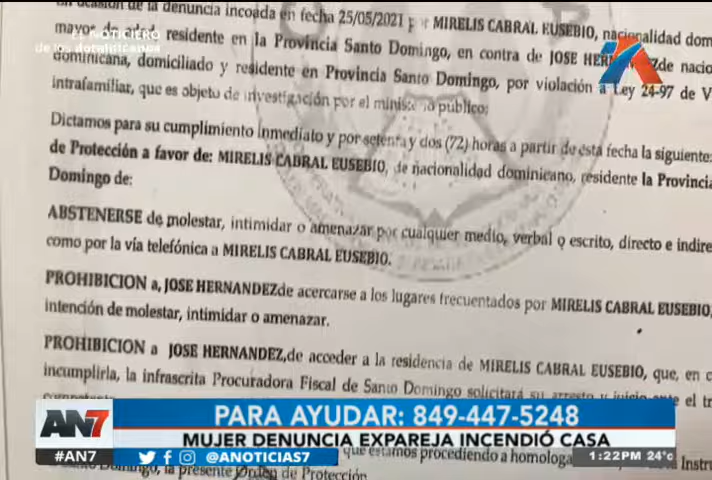 ocasión de la denuncia incoada en fecha 25/05/2021 por MIRELIS CABRAL EUSEBIO, nacionalidad dom
mayor de edad, residente en la Provincia Santo Domingo, en contra de JOSE HERN de nacio
dominicana, domiciliado y residente en Provincia Santo Domingo, por violación a Ley 24-97 de V
intrafamiliar, que es objeto de investigación por el ministerio público;
Dictamos para su cumplimiento inmediato y por setenta y dos (72) horas a partir de ésta fecha la siguiente:
de Protección a favor de: MIRELIS CABRAL EUSEBIO, de nacionalidad dominicano, residente la Provincia
Domingo de:
ABSTENERSE de molestar, intimidar o amenazar por cualquier medio, verbal o escrito, directo e indire
como por la vía telefónica a MIRELIS CABRAL EUSEBIO.
PROHIBICION a, JOSE HERNANDEZde acercarse a los lugares frecuentados por MIRELIS CABRAL EUSEBIO,
intención de molestar, intimidar o amenazar.
PROHIBICION a JOSE HERNANDEZ,de acceder a la residencia de MIRELIS CABRAL EUSEBIO, que, en c
incumplirla, la infrascrita Procuradora Fiscal de Santo Domingo solicitará su arresto y juicio ante el tr
que estamos procediendo a homologa Instr
Domingo, la presente Orden de Protección
EL NOTICIERO
de los dominicanos
AN7
PARA AYUDAR: 849-447-5248
MUJER DENUNCIA EXPAREJA INCENDIÓ CASA
#AN7
@ANOTICIAS7
1:22PM 24°c